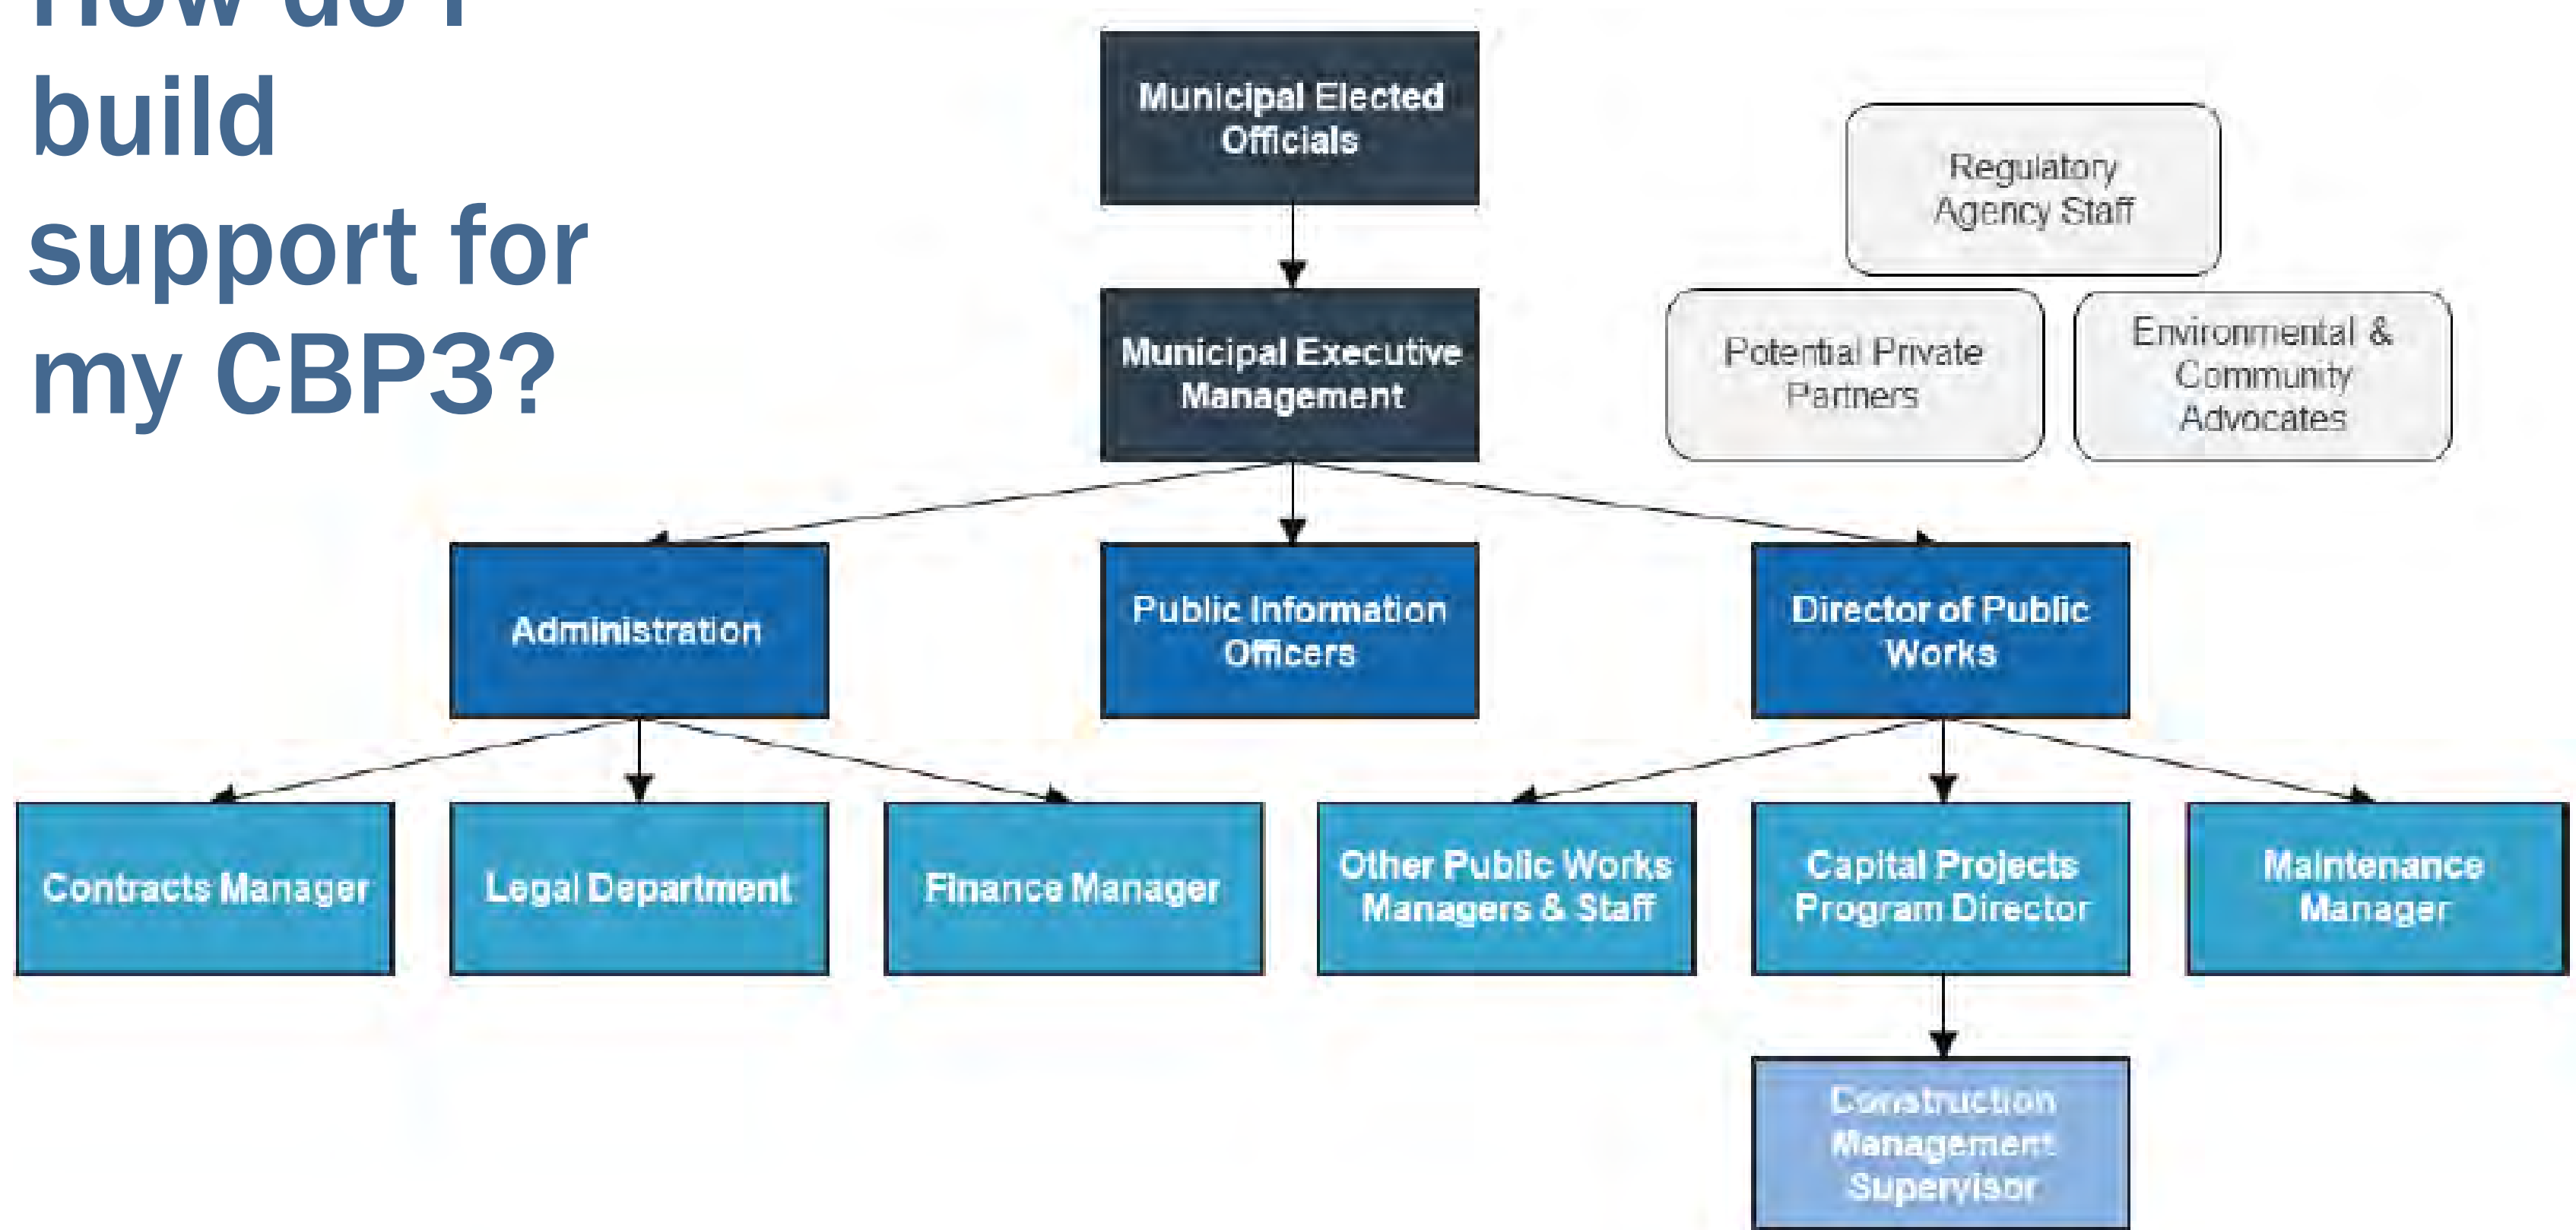 How do I
build
support for
my CBP3?
Municipal Elected
Officials
Regulatory
Agency Staff
Municipal Executive
Management
Potential Private
Partners
Environmental &
Community
Advocates
Administration
Public Information
Officers
Director of Public
Works
Contracts Manager
Legal Department
Finance Manager
Other Public Works
Managers & Staff
Capital Projects
Program Director
Maintenance
Manager
Construction
Management
Supervisor